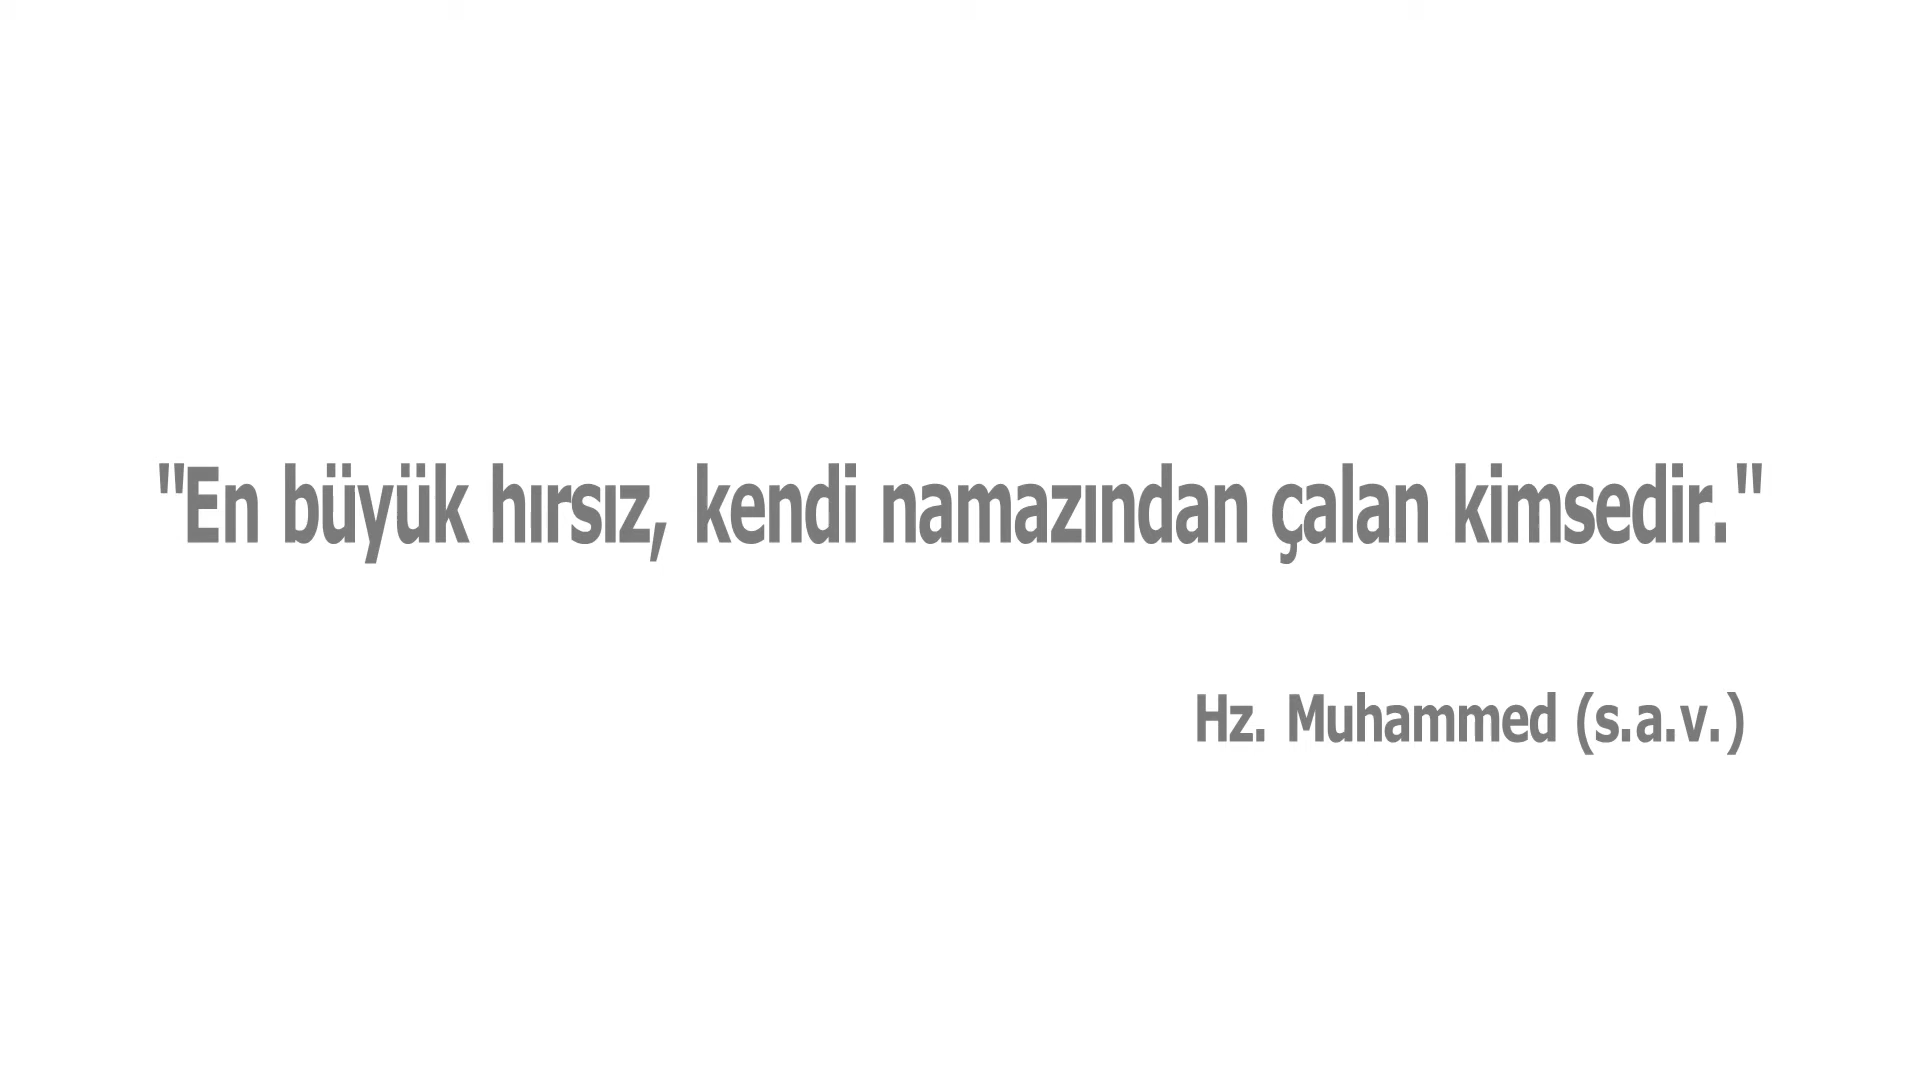 "En büyük hırsız, kendi namazından çalan kimsedir."
Hz. Muhammed (s.a.v.)